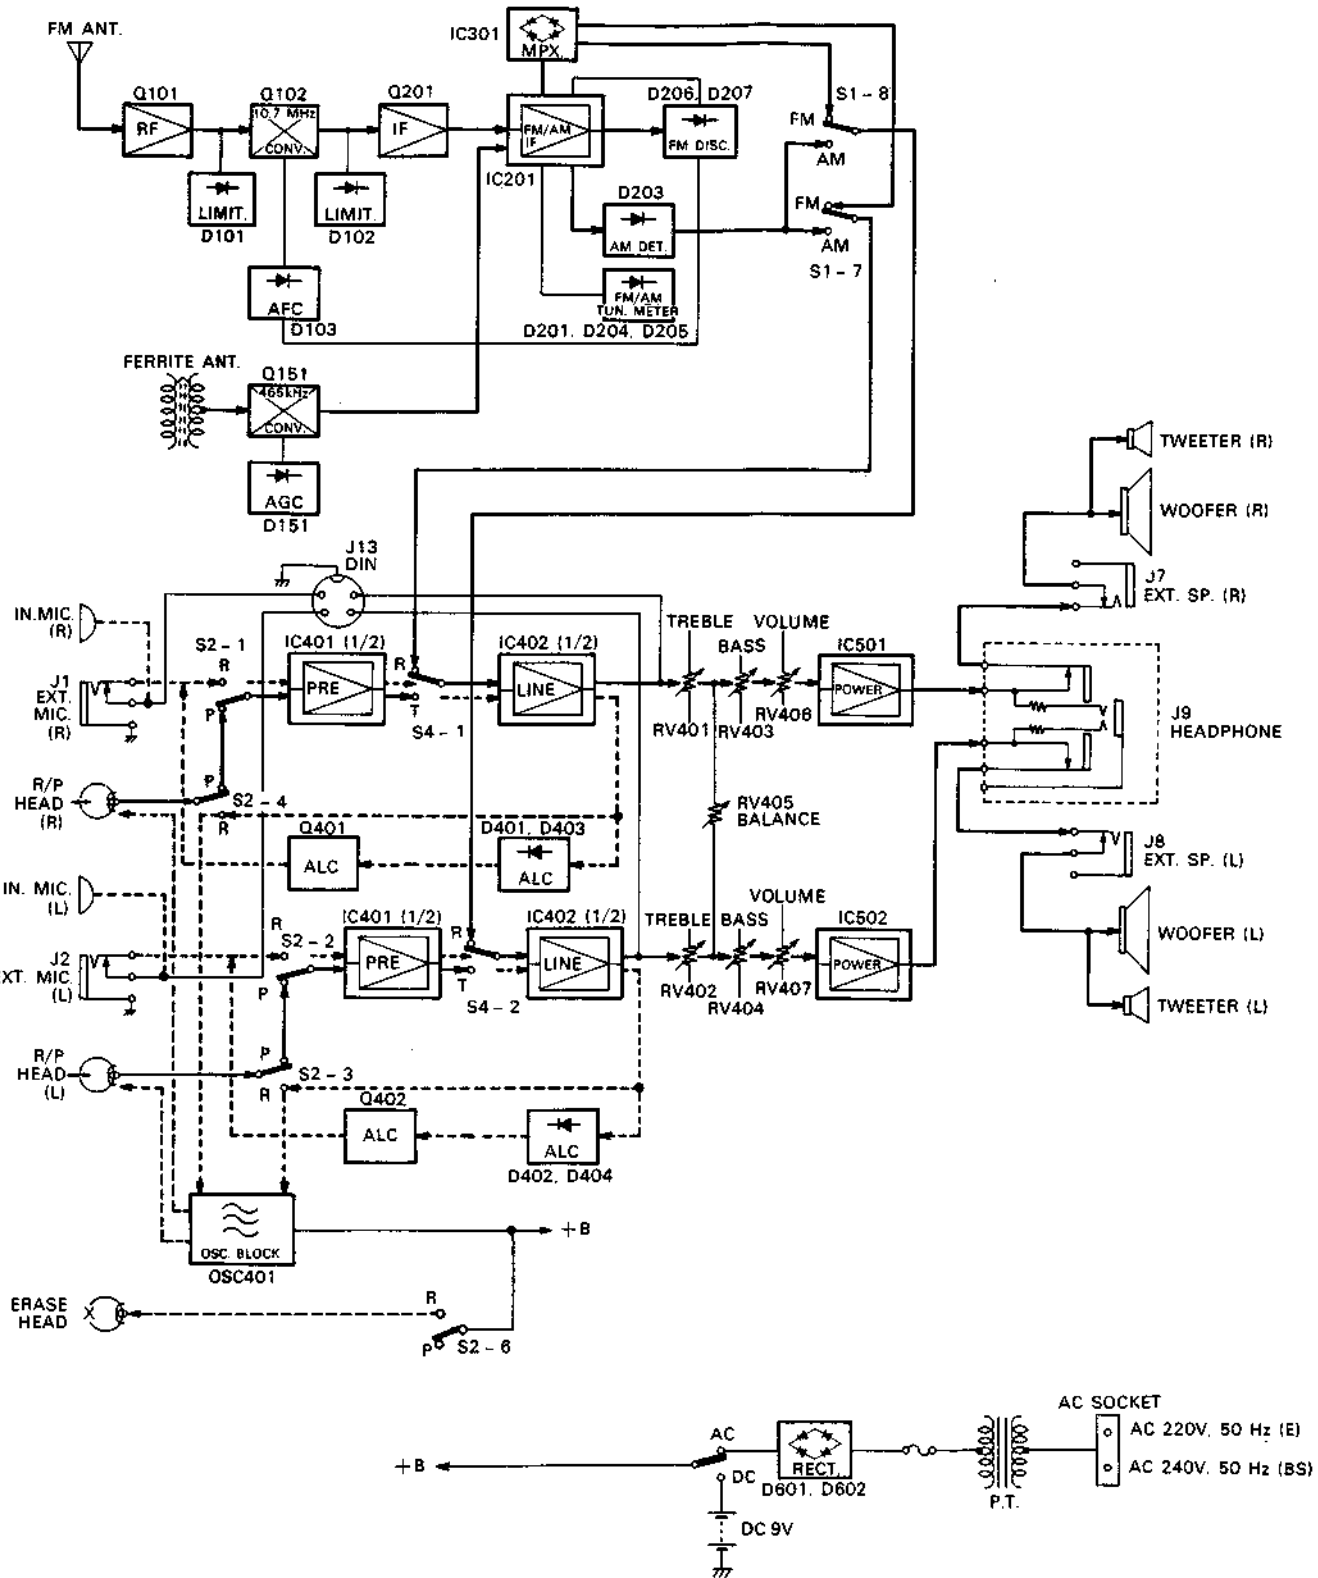 FM ANT.
IC301
MPX.
Q101
RF
Q102
10.7 MHz
CONV.
Q201
IF
FM/AM
IF
IC201
D206, D207
FM DISC.
S1-8
FM
AM
LIMIT.
D101
LIMIT.
D102
D203
AM DET.
FM
AM
S1-7
AFC
D103
FM/AM
TUN. METER
D201, D204, D205
FERRITE ANT.
Q151
465kHz
CONV.
AGC
D151
TWEETER (R)
WOOFER (R)
J13
DIN
J7
EXT. SP. (R)
IN.MIC.
(R)
S2-1
R
P
IC401 (1/2)
PRE
R
T
S4-1
IC402 (1/2)
LINE
TREBLE
BASS
VOLUME
RV401
RV403
RV406
IC501
POWER
J1
EXT.
MIC.
(R)
J9
HEADPHONE
R/P
HEAD
(R)
P
S2-4
R
RV405
BALANCE
Q401
ALC
D401, D403
ALC
J8
EXT. SP. (L)
IN. MIC.
(L)
R
S2-2
P
IC401 (1/2)
PRE
R
T
S4-2
IC402 (1/2)
LINE
TREBLE
BASS
VOLUME
RV402
RV404
RV407
IC502
POWER
WOOFER (L)
TWEETER (L)
J2
EXT. MIC.
(L)
R/P
HEAD
(L)
P
S2-3
R
Q402
ALC
ALC
D402, D404
OSC. BLOCK
OSC401
+B
ERASE
HEAD
R
P
S2-6
+B
AC
DC
RECT.
D601, D602
DC 9V
P.T.
AC SOCKET
AC 220V, 50 Hz (E)
AC 240V, 50 Hz (BS)